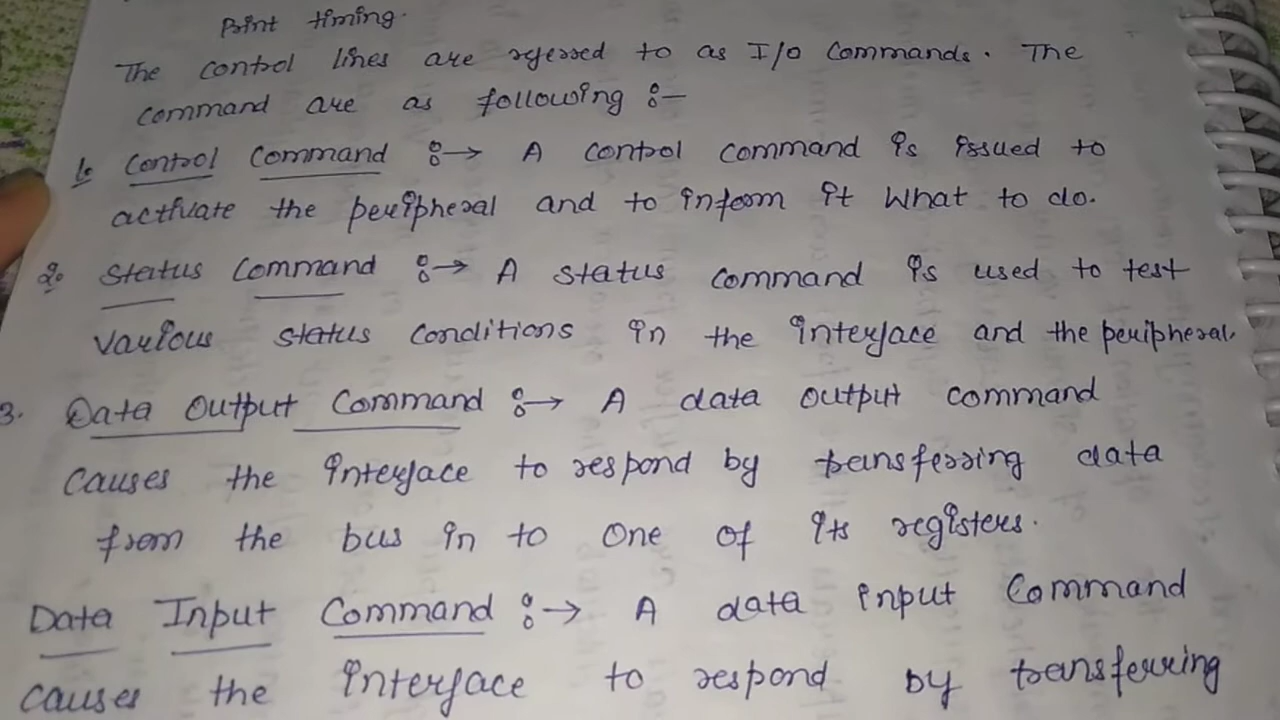 Print timing.
The control lines are referred to as I/O Commands. The
command are as following :-
1. Control Command :→ A control command is issued to
activate the peripheral and to inform it what to do.
2. Status Command :→ A status command is used to test
various status conditions in the interface and the peripheral.
3. Data Output Command :→ A data output command
causes the interface to respond by transferring data
from the bus in to one of its registers.
Data Input Command :→ A data input Command
causes the interface to respond by transferring